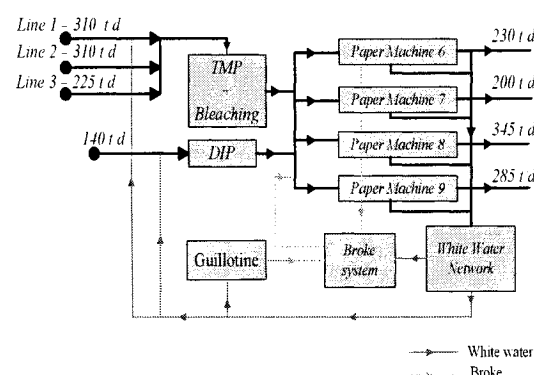 Line 1 – 310 t d
Line 2 – 310 t d
Line 3 – 225 t d
TMP
–
Bleaching
140 t d
DIP
Paper Machine 6
230 t d
Paper Machine 7
200 t d
Paper Machine 8
345 t d
Paper Machine 9
285 t d
Guillotine
Broke
system
White Water
Network
White water
Broke